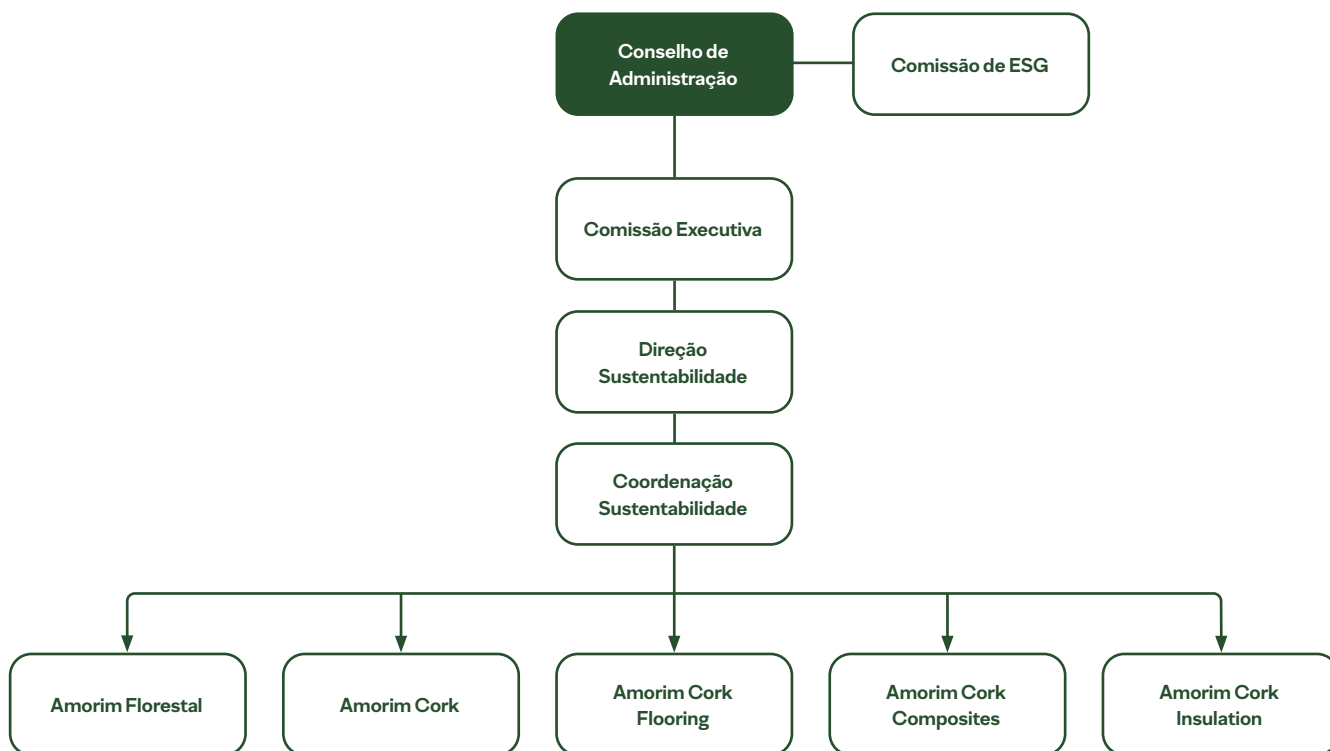 Conselho de
Administração
Comissão de ESG
Comissão Executiva
Direção
Sustentabilidade
Coordenação
Sustentabilidade
Amorim Florestal
Amorim Cork
Amorim Cork
Flooring
Amorim Cork
Composites
Amorim Cork
Insulation